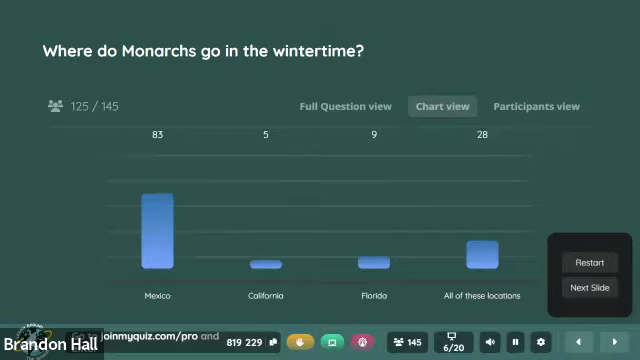 Where do Monarchs go in the wintertime?
125 / 145
Full Question view Chart view Participants view
83 5 9 28
Mexico California Florida All of these locations
Restart
Next Slide
Go to joinmyquiz.com/pro and
819 229
145
6/20
Brandon Hall